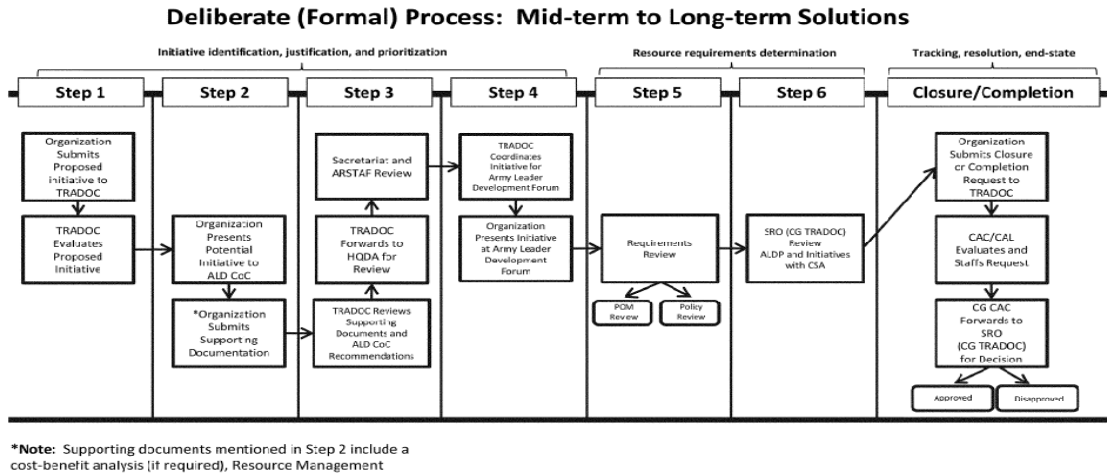 Deliberate (Formal) Process: Mid-term to Long-term Solutions
Initiative identification, justification, and prioritization
Resource requirements determination
Tracking, resolution, end-state
Step 1
Step 2
Step 3
Step 4
Step 5
Step 6
Closure/Completion
Organization
Submits
Proposed
initiative to
TRADOC
TRADOC
Evaluates
Proposed
Initiative
Organization
Presents
Potential
Initiative to
ALD CoC
*Organization
Submits
Supporting
Documentation
Secretariat and
ARSTAF Review
TRADOC
Forwards to
HQDA for
Review
TRADOC Reviews
Supporting
Documents and
ALD CoC
Recommendations
TRADOC
Coordinates
Initiative for
Army Leader
Development Forum
Organization
Presents Initiative
at Army Leader
Development
Forum
Requirements
Review
POM
Review
Policy
Review
SRO (CG TRADOC)
Review
ALDP and Initiatives
with CSA
Organization
Submits Closure
or Completion
Request to
TRADOC
CAC/CAL
Evaluates and
Staffs Request
CG CAC
Forwards to
SRO
(CG TRADOC)
for Decision
Approved
Disapproved
*Note: Supporting documents mentioned in Step 2 include a
cost-benefit analysis (if required), Resource Management